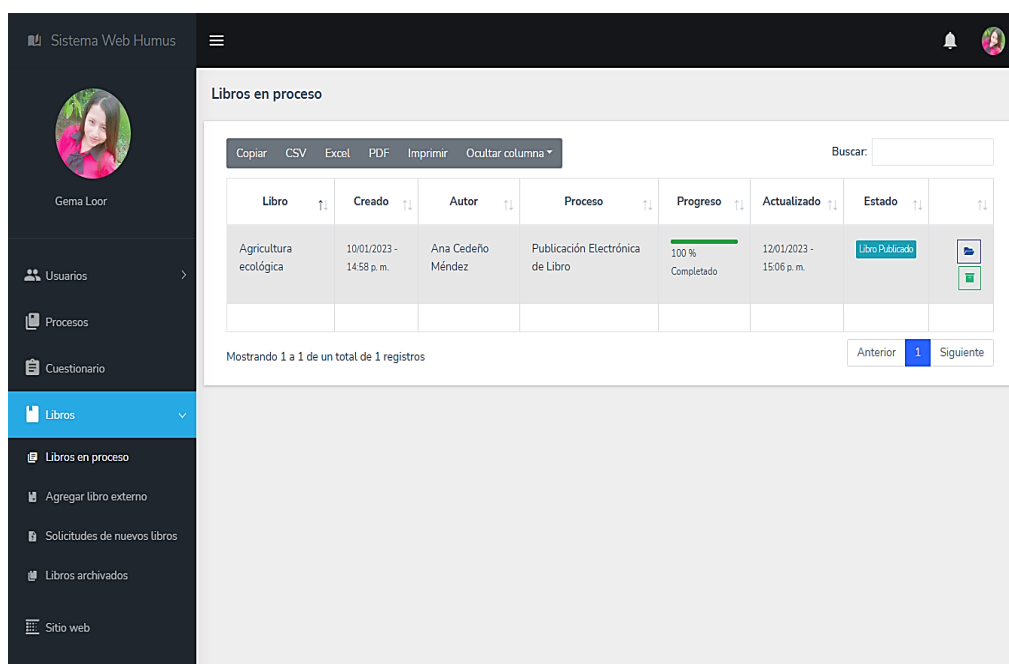 Sistema Web Humus
Gema Loor
Usuarios
Procesos
Cuestionario
Libros
Libros en proceso
Agregar libro externo
Solicitudes de nuevos libros
Libros archivados
Sitio web
Libros en proceso
Copiar CSV Excel PDF Imprimir Ocultar columna
Buscar:
Libro Creado Autor Proceso Progreso Actualizado Estado
Agricultura ecológica 10/01/2023 - 14:58 p. m. Ana Cedeño Méndez Publicación Electrónica de Libro 100 % Completado 12/01/2023 - 15:06 p. m. Libro Publicado
Mostrando 1 a 1 de un total de 1 registros
Anterior 1 Siguiente